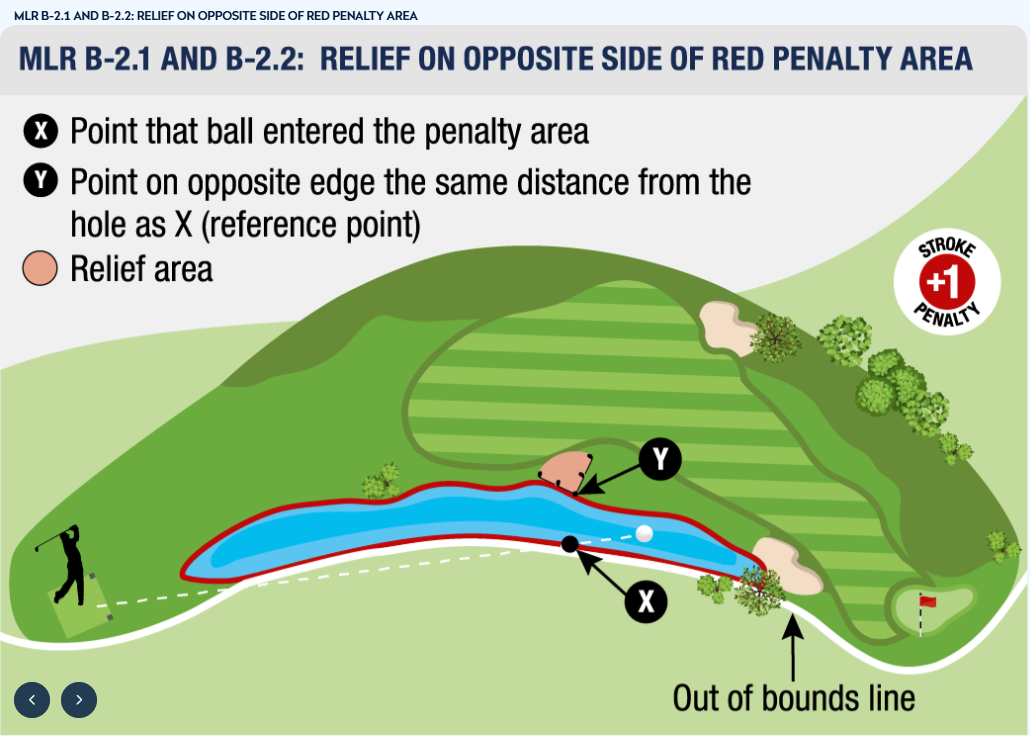 MLR B-2.1 AND B-2.2: RELIEF ON OPPOSITE SIDE OF RED PENALTY AREA
MLR B-2.1 AND B-2.2: RELIEF ON OPPOSITE SIDE OF RED PENALTY AREA
X Point that ball entered the penalty area
Y Point on opposite edge the same distance from the
hole as X (reference point)
Relief area
STROKE
+1
PENALTY
Y
X
Out of bounds line